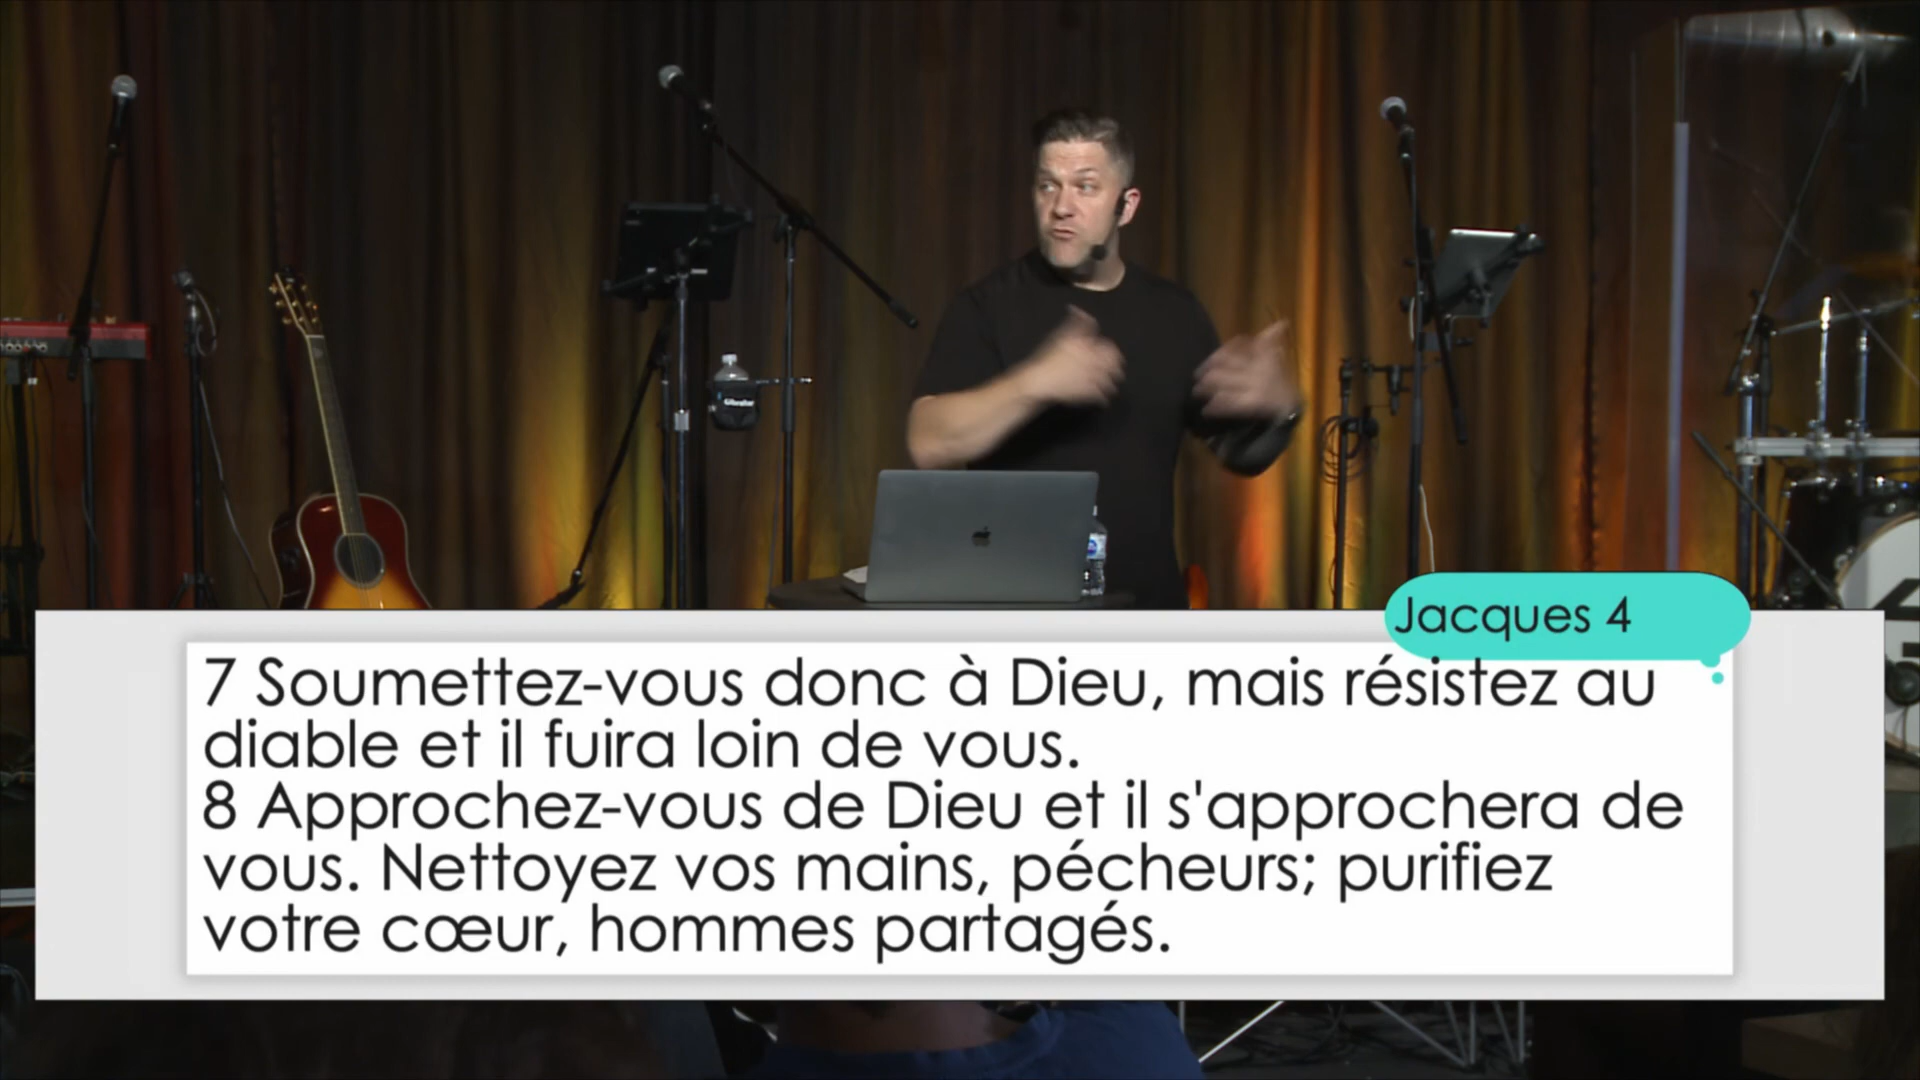 Gibraltar
Jacques 4
7 Soumettez-vous donc à Dieu, mais résistez au
diable et il fuira loin de vous.
8 Approchez-vous de Dieu et il s'approchera de
vous. Nettoyez vos mains, pécheurs; purifiez
votre cœur, hommes partagés.